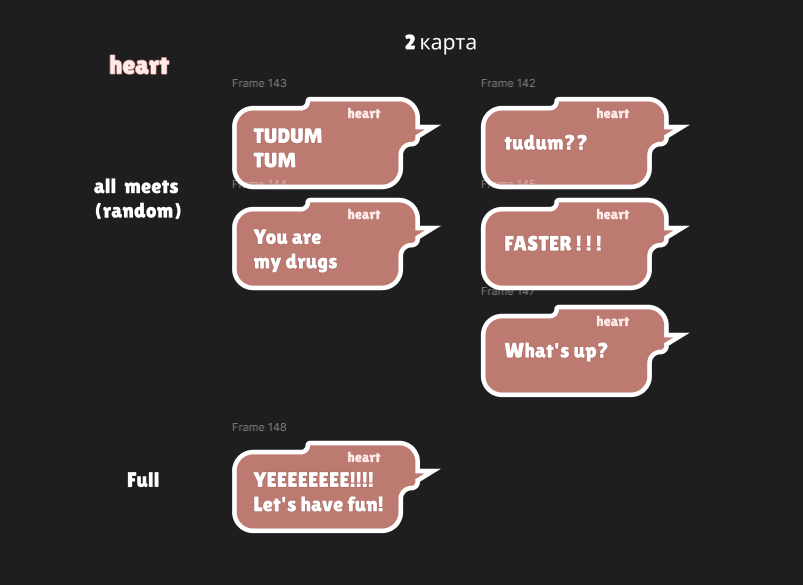 2 карта
heart
Frame 143
heart
TUDUM
TUM
Frame 142
heart
tudum??
all meets
(random)
Frame 144
heart
You are
my drugs
Frame 145
heart
FASTER!!!
Frame 147
heart
What's up?
Full
Frame 148
heart
YEEEEEEEE!!!!
Let's have fun!